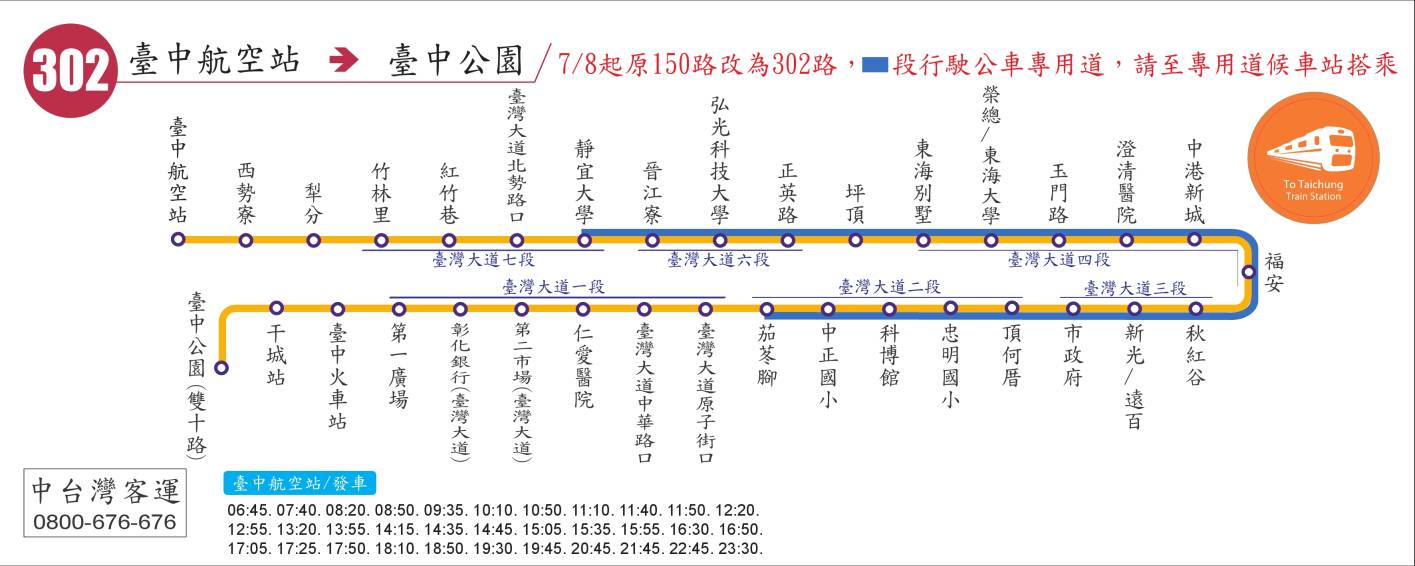 302
臺中航空站 → 臺中公園
7/8起原150路改為302路，段行駛公車專用道，請至專用道候車站搭乘
To Taichung
Train Station
臺中航空站
西勢寮
犁分
竹林里
紅竹巷
臺灣大道北勢路口
靜宜大學
晉江寮
弘光科技大學
正英路
坪頂
東海別墅
榮總/東海大學
玉門路
澄清醫院
中港新城
臺灣大道七段
臺灣大道六段
臺灣大道四段
福安
臺灣大道一段
臺灣大道二段
臺灣大道三段
秋紅谷
新光/遠百
市政府
頂何厝
忠明國小
科博館
中正國小
茄苳腳
臺灣大道原子街口
臺灣大道中華路口
仁愛醫院
第二市場(臺灣大道)
彰化銀行(臺灣大道)
第一廣場
臺中火車站
干城站
臺中公園(雙十路)
中台灣客運
0800-676-676
臺中航空站/發車
06:45. 07:40. 08:20. 08:50. 09:35. 10:10. 10:50. 11:10. 11:40. 11:50. 12:20.
12:55. 13:20. 13:55. 14:15. 14:35. 14:45. 15:05. 15:35. 15:55. 16:30. 16:50.
17:05. 17:25. 17:50. 18:10. 18:50. 19:30. 19:45. 20:45. 21:45. 22:45. 23:30.